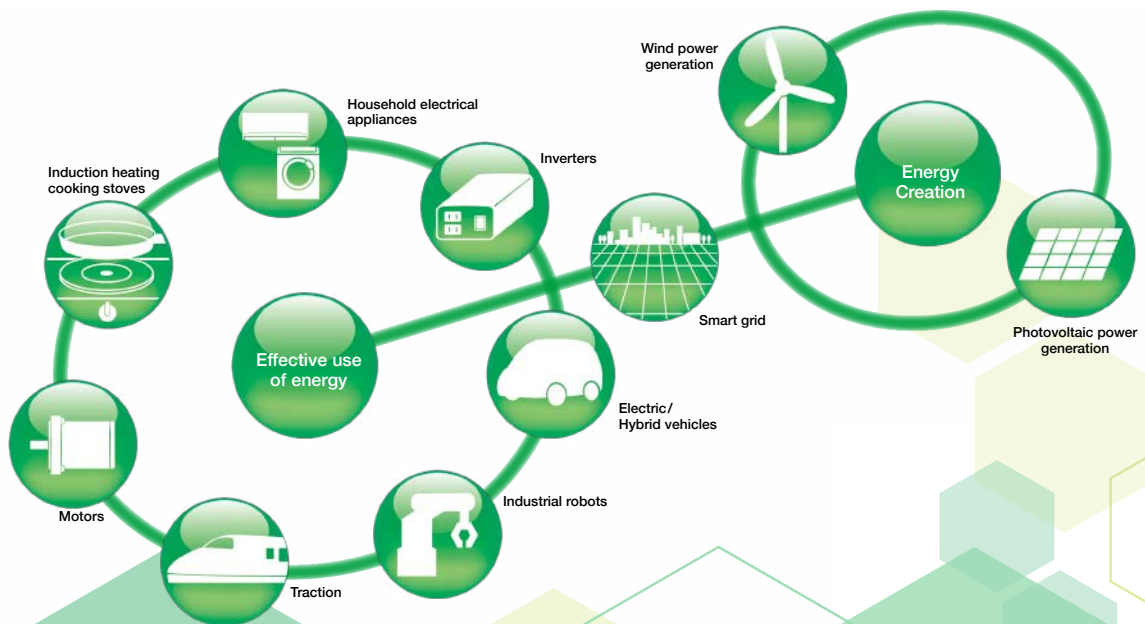 Wind power
generation
Household electrical
appliances
Inverters
Induction heating
cooking stoves
Energy
Creation
Smart grid
Photovoltaic power
generation
Effective use
of energy
Electric/
Hybrid vehicles
Industrial robots
Motors
Traction